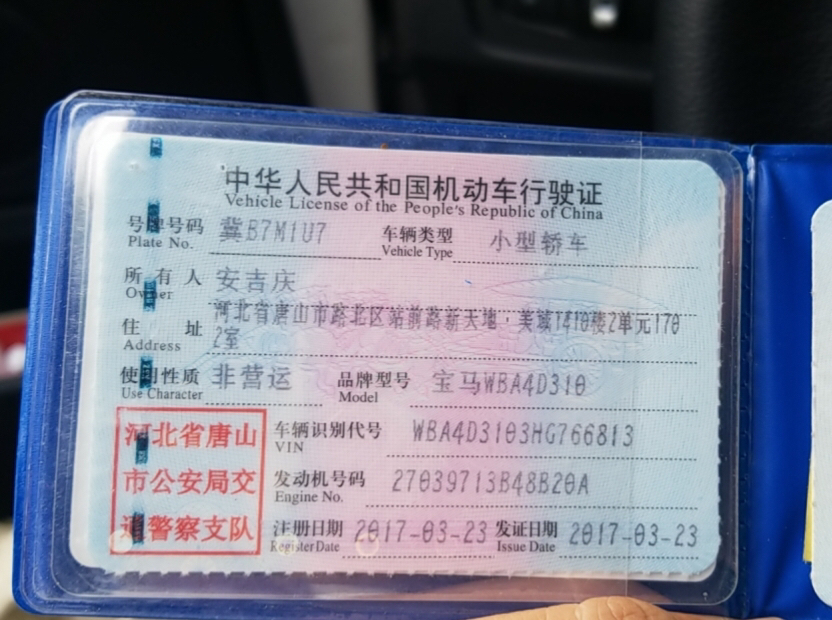 中华人民共和国机动车行驶证
Vehicle License of the People's Republic of China
号牌号码 冀B7M1U7 车辆类型 小型轿车
Plate No. Vehicle Type
所有人 安吉庆
Owner
住址 河北省唐山市路北区站前路新天地·美域1410楼2单元170
Address 2室
使用性质 非营运 品牌型号 宝马WBA4D310
Use Character Model
河北省唐山 车辆识别代号 WBA4D3103HG766813
VIN
市公安局交 发动机号码 27039713B48B20A
Engine No.
通警察支队 注册日期 2017-03-23 发证日期 2017-03-23
Register Date Issue Date